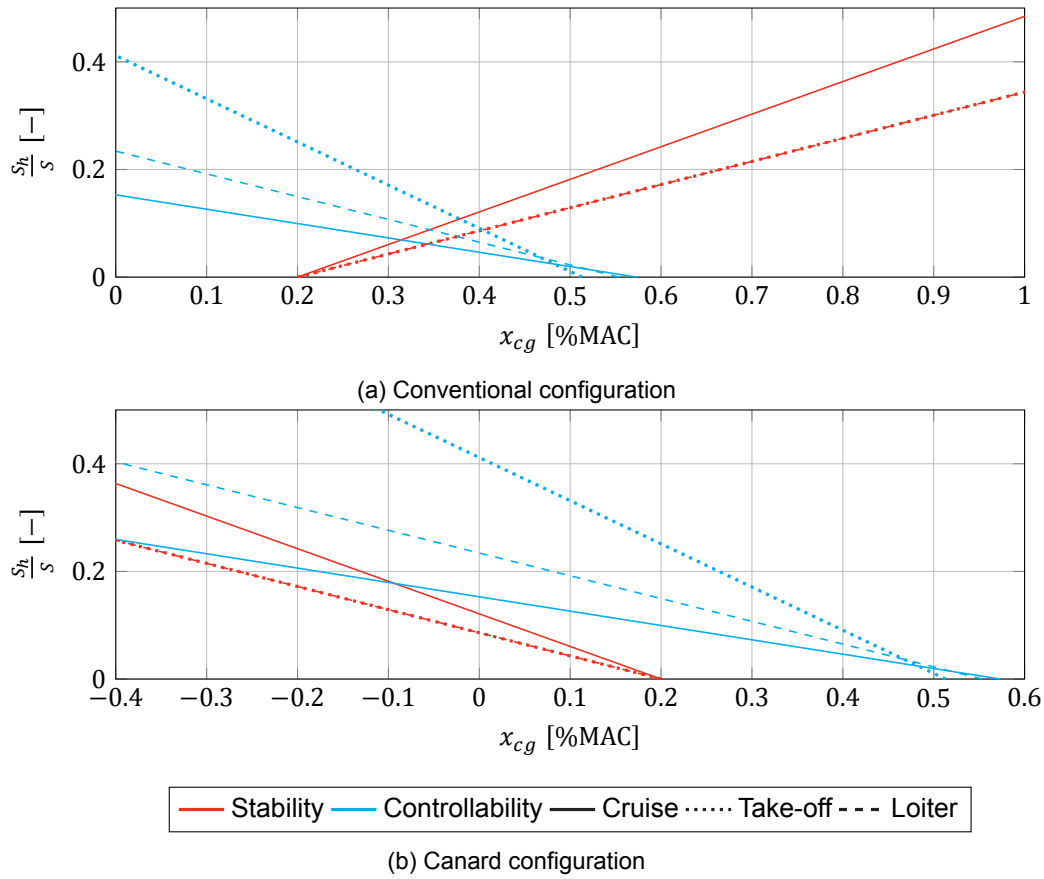 0.4
0.2
0
S_h/S [−]
0 0.1 0.2 0.3 0.4 0.5 0.6 0.7 0.8 0.9 1
x_cg [%MAC]
(a) Conventional configuration
0.4
0.2
0
S_h/S [−]
−0.4 −0.3 −0.2 −0.1 0 0.1 0.2 0.3 0.4 0.5 0.6
x_cg [%MAC]
Stability Controllability Cruise Take-off Loiter
(b) Canard configuration